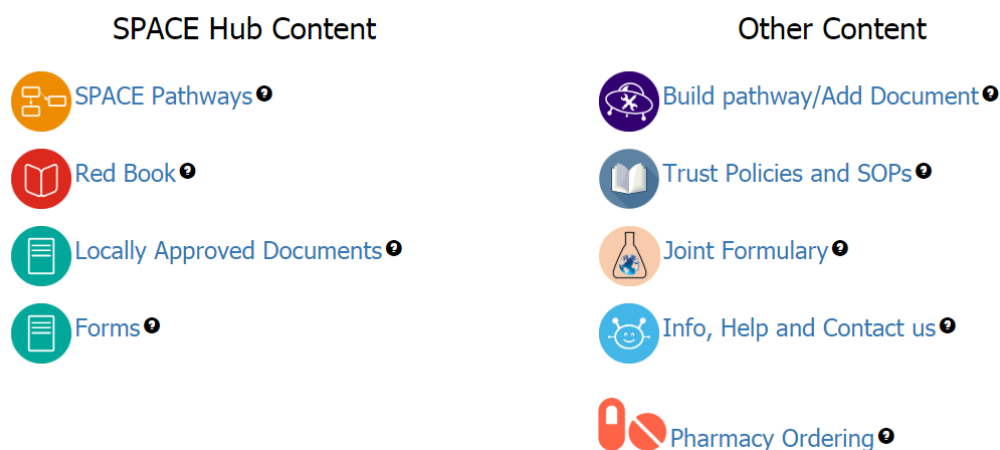 SPACE Hub Content
SPACE Pathways ?
Red Book ?
Locally Approved Documents ?
Forms ?
Other Content
Build pathway/Add Document ?
Trust Policies and SOPs ?
Joint Formulary ?
Info, Help and Contact us ?
Pharmacy Ordering ?